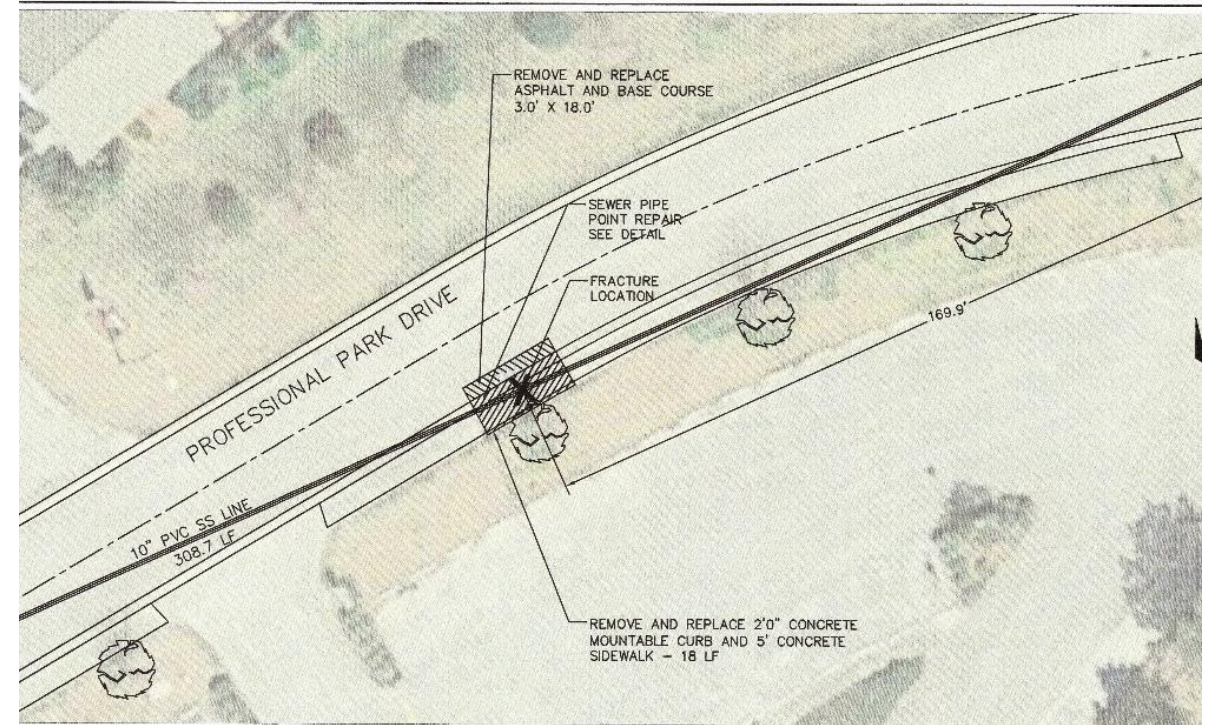 REMOVE AND REPLACE
ASPHALT AND BASE COURSE
3.0' X 18.0'
SEWER PIPE
POINT REPAIR
SEE DETAIL
FRACTURE
LOCATION
PROFESSIONAL PARK DRIVE
169.9'
10" PVC SS LINE
308.7 LF
REMOVE AND REPLACE 2'0" CONCRETE
MOUNTABLE CURB AND 5' CONCRETE
SIDEWALK – 18 LF